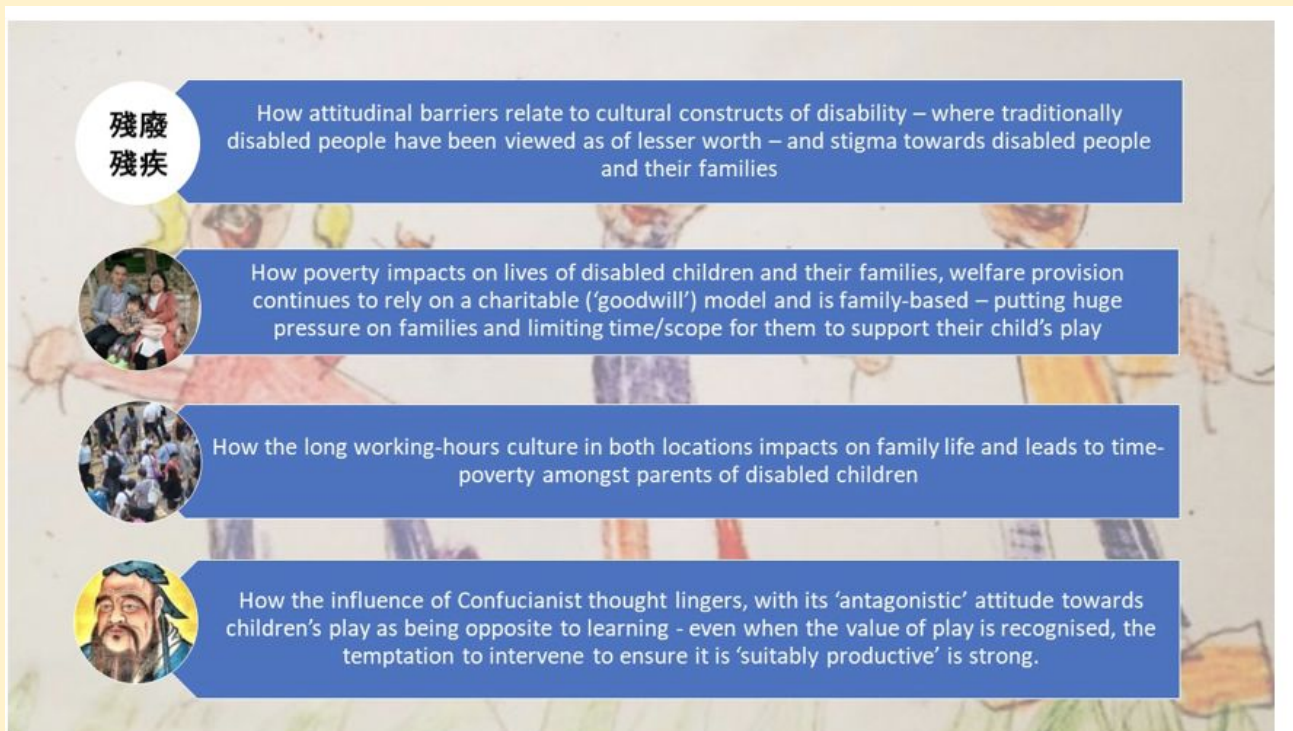 殘廢
殘疾
How attitudinal barriers relate to cultural constructs of disability – where traditionally
disabled people have been viewed as of lesser worth – and stigma towards disabled people
and their families
How poverty impacts on lives of disabled children and their families, welfare provision
continues to rely on a charitable (‘goodwill’) model and is family-based – putting huge
pressure on families and limiting time/scope for them to support their child’s play
How the long working-hours culture in both locations impacts on family life and leads to time-
poverty amongst parents of disabled children
How the influence of Confucianist thought lingers, with its ‘antagonistic’ attitude towards
children’s play as being opposite to learning - even when the value of play is recognised, the
temptation to intervene to ensure it is ‘suitably productive’ is strong.